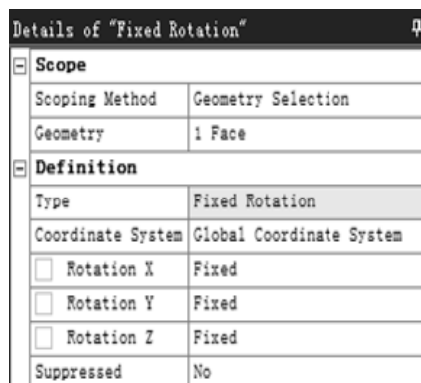 Details of "Fixed Rotation"
Scope
Scoping Method Geometry Selection
Geometry 1 Face
Definition
Type Fixed Rotation
Coordinate System Global Coordinate System
Rotation X Fixed
Rotation Y Fixed
Rotation Z Fixed
Suppressed No